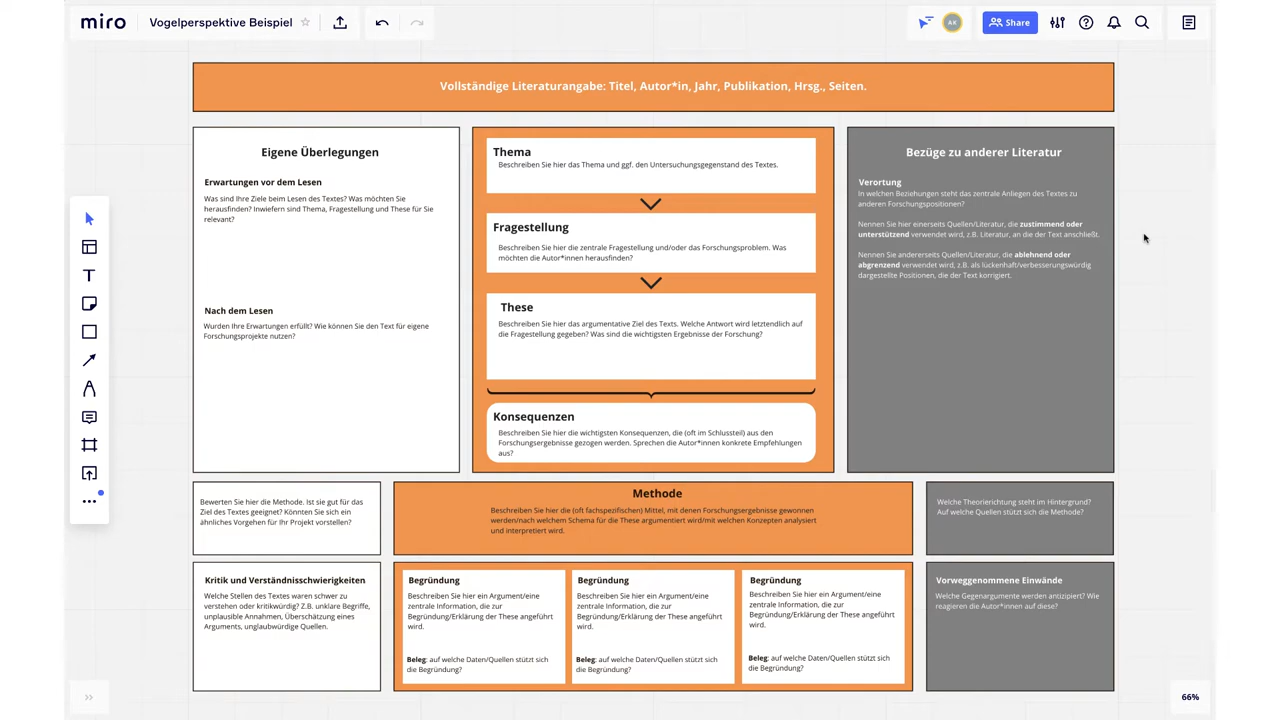 miro
Vogelperspektive Beispiel
AK
Share
Vollständige Literaturangabe: Titel, Autor*in, Jahr, Publikation, Hrsg., Seiten.
Eigene Überlegungen
Erwartungen vor dem Lesen
Was sind Ihre Ziele beim Lesen des Textes? Was möchten Sie
herausfinden? Inwiefern sind Thema, Fragestellung und These für Sie
relevant?
Nach dem Lesen
Wurden Ihre Erwartungen erfüllt? Wie können Sie den Text für eigene
Forschungsprojekte nutzen?
Thema
Beschreiben Sie hier das Thema und ggf. den Untersuchungsgegenstand des Textes.
Fragestellung
Beschreiben Sie hier die zentrale Fragestellung und/oder das Forschungsproblem. Was
möchten die Autor*innen herausfinden?
These
Beschreiben Sie hier das argumentative Ziel des Texts. Welche Antwort wird letztendlich auf
die Fragestellung gegeben? Was sind die wichtigsten Ergebnisse der Forschung?
Konsequenzen
Beschreiben Sie hier die wichtigsten Konsequenzen, die (oft im Schlussteil) aus den
Forschungsergebnisse gezogen werden. Sprechen die Autor*innen konkrete Empfehlungen
aus?
Bezüge zu anderer Literatur
Verortung
In welchen Beziehungen steht das zentrale Anliegen des Textes zu
anderen Forschungspositionen?
Nennen Sie hier einerseits Quellen/Literatur, die zustimmend oder
unterstützend verwendet wird, z.B. Literatur, an die der Text anschließt.
Nennen Sie andererseits Quellen/Literatur, die ablehnend oder
abgrenzend verwendet wird, z.B. als lückenhaft/verbesserungswürdig
dargestellte Positionen, die der Text korrigiert.
Bewerten Sie hier die Methode. Ist sie gut für das
Ziel des Textes geeignet? Könnten Sie sich ein
ähnliches Vorgehen für Ihr Projekt vorstellen?
Methode
Beschreiben Sie hier die (oft fachspezifischen) Mittel, mit denen Forschungsergebnisse gewonnen
werden/nach welchem Schema für die These argumentiert wird/mit welchen Konzepten analysiert
und interpretiert wird.
Welche Theorierichtung steht im Hintergrund?
Auf welche Quellen stützt sich die Methode?
Kritik und Verständnisschwierigkeiten
Welche Stellen des Textes waren schwer zu
verstehen oder kritikwürdig? Z.B. unklare Begriffe,
unplausible Annahmen, Überschätzung eines
Arguments, unglaubwürdige Quellen.
Begründung
Beschreiben Sie hier ein Argument/eine
zentrale Information, die zur
Begründung/Erklärung der These angeführt
wird.
Beleg: auf welche Daten/Quellen stützt sich
die Begründung?
Begründung
Beschreiben Sie hier ein Argument/eine
zentrale Information, die zur
Begründung/Erklärung der These angeführt
wird.
Beleg: auf welche Daten/Quellen stützt sich
die Begründung?
Begründung
Beschreiben Sie hier ein Argument/eine
zentrale Information, die zur
Begründung/Erklärung der These angeführt
wird.
Beleg: auf welche Daten/Quellen stützt sich
die Begründung?
Vorweggenommene Einwände
Welche Gegenargumente werden antizipiert? Wie
reagieren die Autor*innen auf diese?
66%